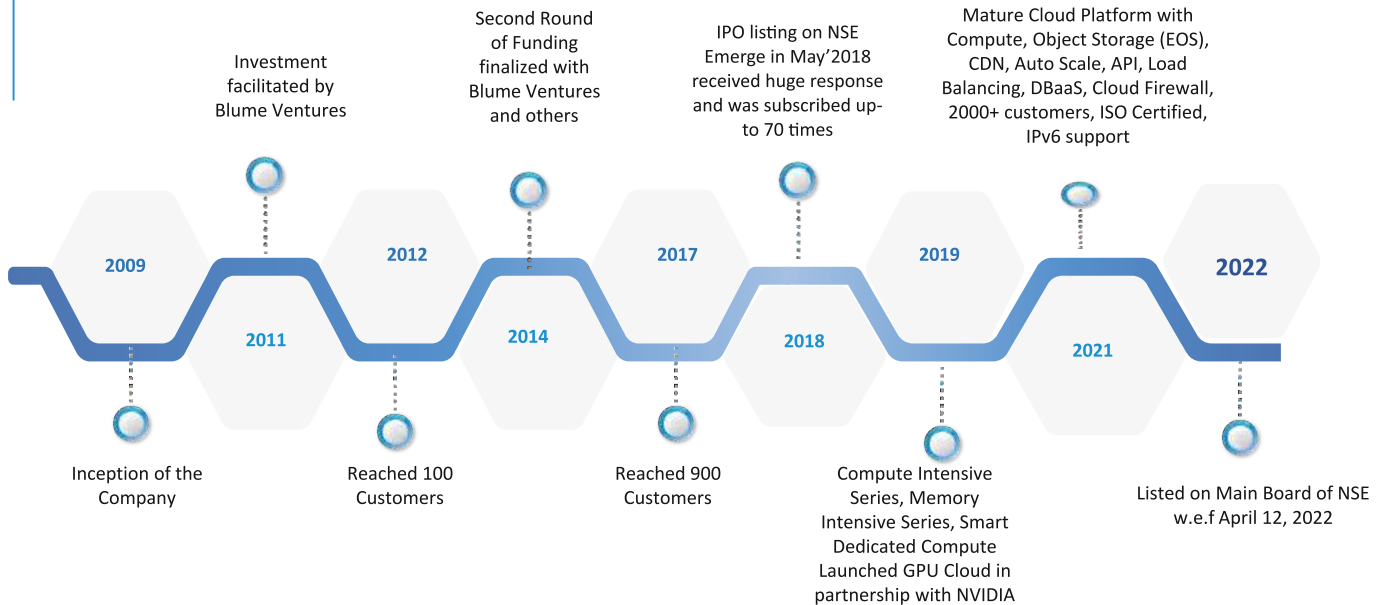 Second Round
of Funding
finalized with
Blume Ventures
and others
Mature Cloud Platform with
Compute, Object Storage (EOS),
CDN, Auto Scale, API, Load
Balancing, DBaaS, Cloud Firewall,
2000+ customers, ISO Certified,
IPv6 support
IPO listing on NSE
Emerge in May'2018
received huge response
and was subscribed up-
to 70 times
Investment
facilitated by
Blume Ventures
2009
2012
2017
2019
2022
2011
2014
2018
2021
Inception of the
Company
Reached 100
Customers
Reached 900
Customers
Compute Intensive
Series, Memory
Intensive Series, Smart
Dedicated Compute
Launched GPU Cloud in
partnership with NVIDIA
Listed on Main Board of NSE
w.e.f April 12, 2022